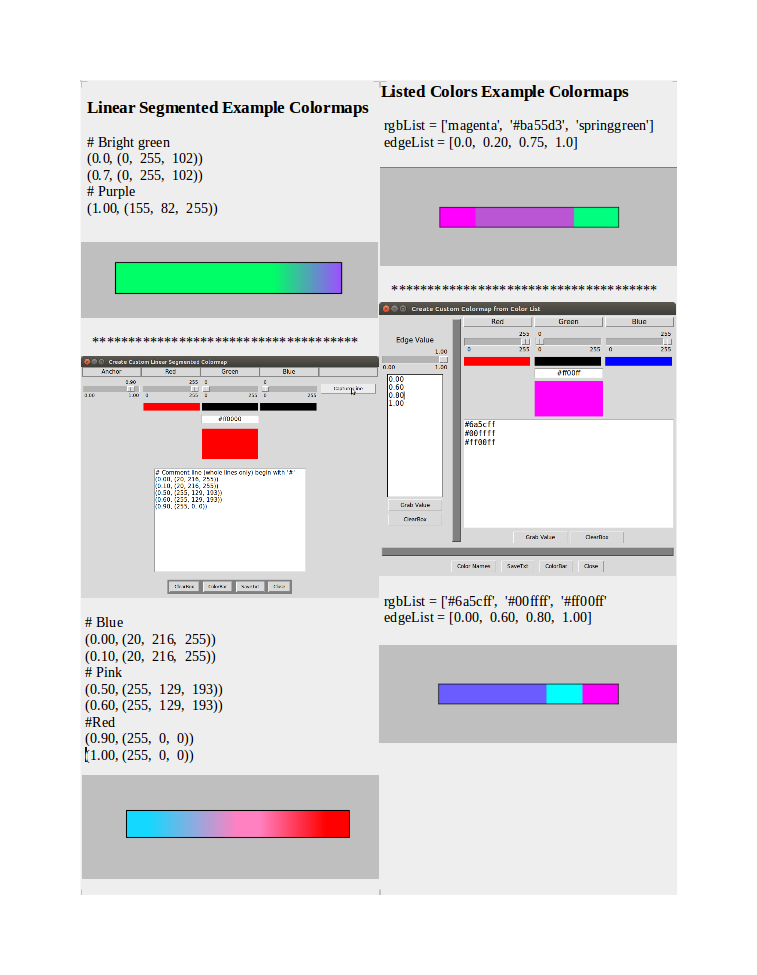 Linear Segmented Example Colormaps
# Bright green
(0.0, (0, 255, 102))
(0.7, (0, 255, 102))
# Purple
(1.00, (155, 82, 255))
*************************************
Create Custom Linear Segmented Colormap
Anchor Red Green Blue
0.90 255 0 0
0.00 1.00 0 255 0 255 0 255
Capture Line
#ff0000
# Comment line (whole lines only) begin with '#'
(0.00, (20, 216, 255))
(0.10, (20, 216, 255))
(0.50, (255, 129, 193))
(0.60, (255, 129, 193))
(0.90, (255, 0, 0))
ClearBox ColorBar SaveTxt Close
# Blue
(0.00, (20, 216, 255))
(0.10, (20, 216, 255))
# Pink
(0.50, (255, 129, 193))
(0.60, (255, 129, 193))
#Red
(0.90, (255, 0, 0))
(1.00, (255, 0, 0))
Listed Colors Example Colormaps
rgbList = ['magenta', '#ba55d3', 'springgreen']
edgeList = [0.0, 0.20, 0.75, 1.0]
*************************************
Create Custom Colormap from Color List
Edge Value
1.00
0.00 1.00
0.00
0.60
0.80
1.00
Grab Value
ClearBox
Red Green Blue
255 0 255
0 255 0 255 0 255
#ff00ff
#6a5cff
#00ffff
#ff00ff
Grab Value ClearBox
Color Names SaveTxt ColorBar Close
rgbList = ['#6a5cff', '#00ffff', '#ff00ff'
edgeList = [0.00, 0.60, 0.80, 1.00]